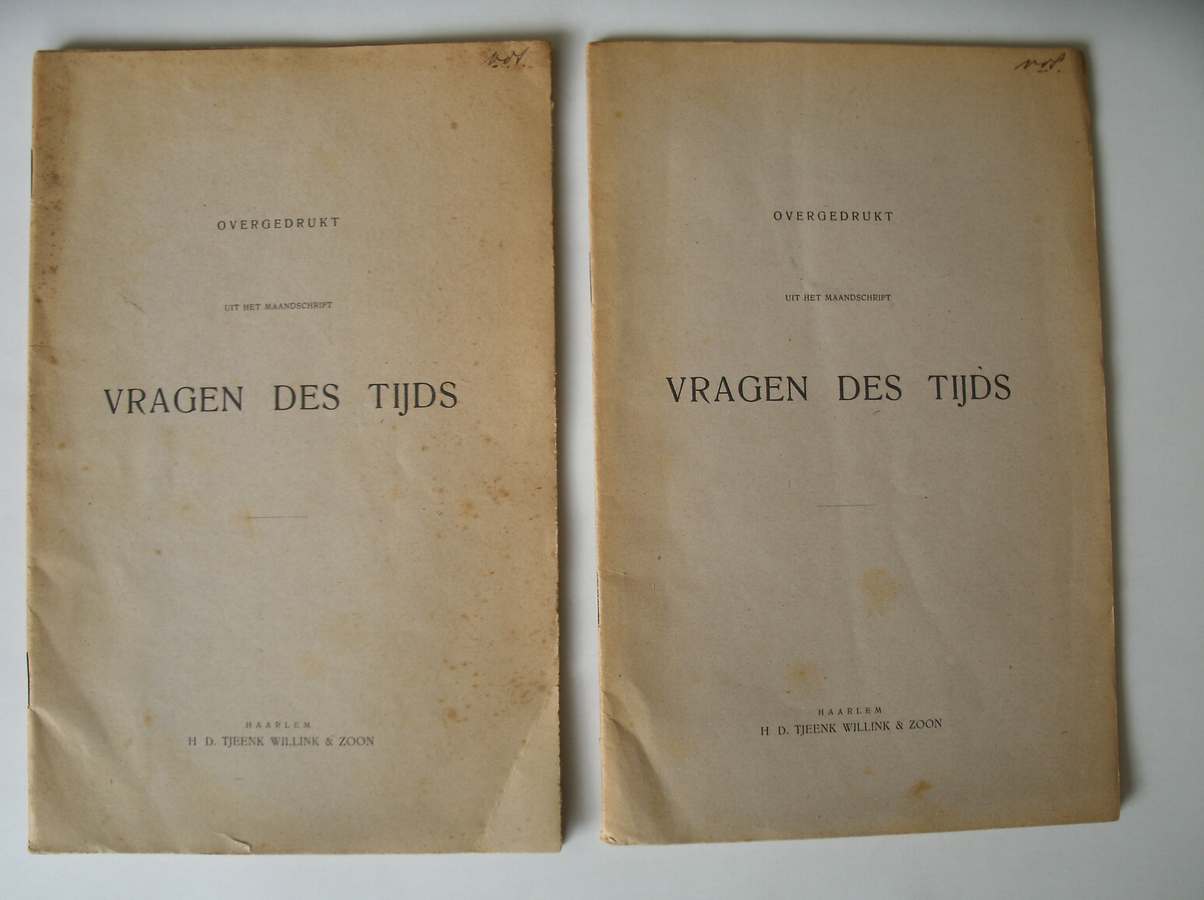 OVERGEDRUKT
UIT HET MAANDSCHRIFT
VRAGEN DES TIJDS
HAARLEM
H D. TJEENK WILLINK & ZOON
OVERGEDRUKT
UIT HET MAANDSCHRIFT
VRAGEN DES TIJDS
HAARLEM
H D. TJEENK WILLINK & ZOON